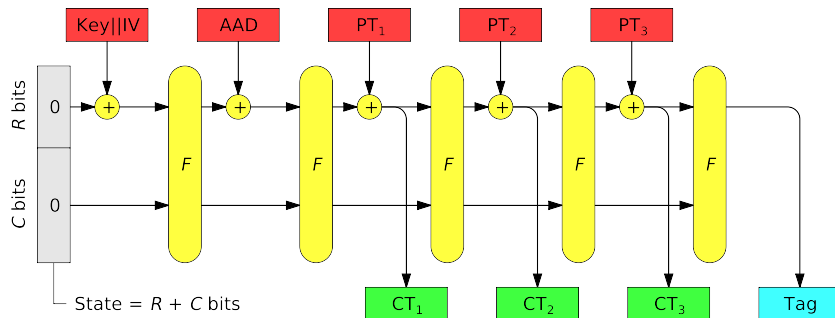 Key||IV
AAD
PT₁
PT₂
PT₃
R bits
0
+
+
+
+
+
F
F
F
F
F
C bits
0
State = R + C bits
CT₁
CT₂
CT₃
Tag